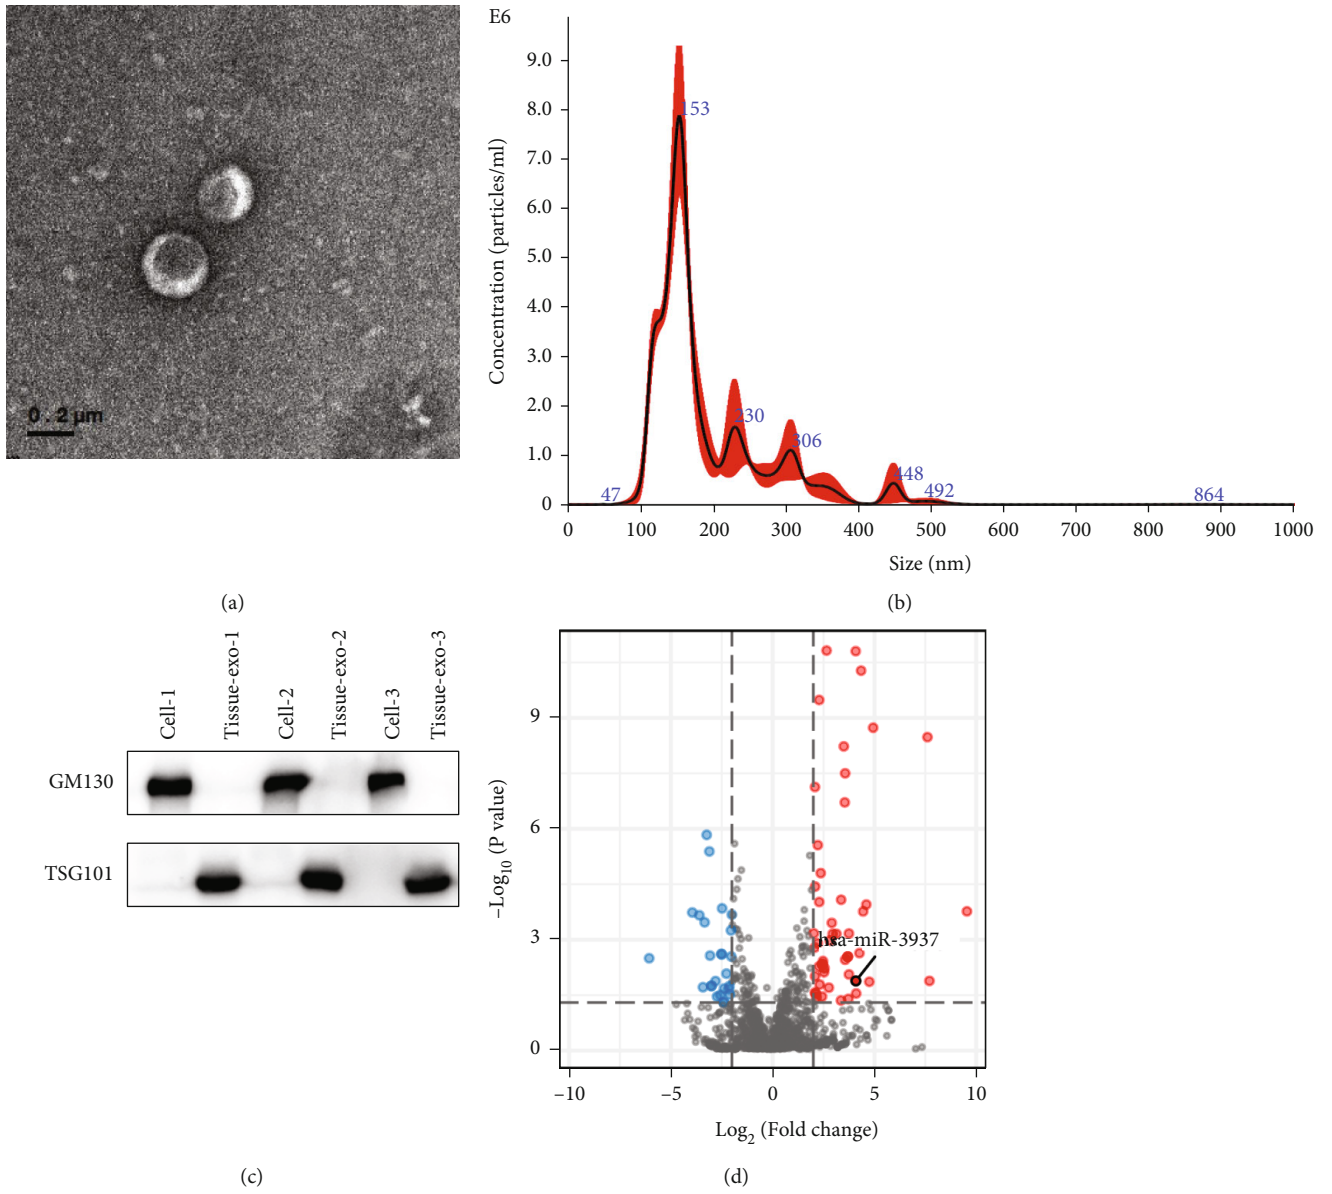 0.2 µm
(a)
E6
Concentration (particles/ml)
9.0
8.0
7.0
6.0
5.0
4.0
3.0
2.0
1.0
0
153
230
306
448
492
47
864
0 100 200 300 400 500 600 700 800 900 1000
Size (nm)
(b)
Cell-1
Tissue-exo-1
Cell-2
Tissue-exo-2
Cell-3
Tissue-exo-3
GM130
TSG101
(c)
–Log10 (P value)
9
6
3
0
hsa-miR-3937
–10 –5 0 5 10
Log2 (Fold change)
(d)